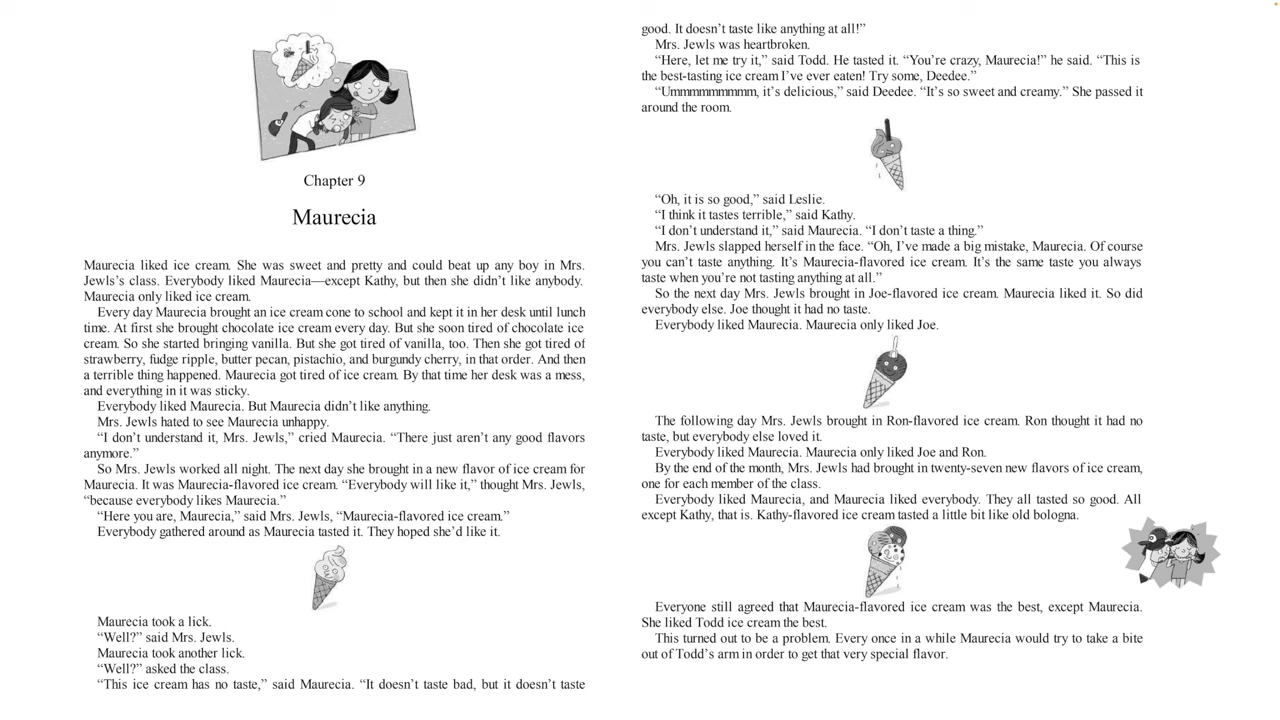 Chapter 9
Maurecia
Maurecia liked ice cream. She was sweet and pretty and could beat up any boy in Mrs.
Jewls’s class. Everybody liked Maurecia—except Kathy, but then she didn’t like anybody.
Maurecia only liked ice cream.
Every day Maurecia brought an ice cream cone to school and kept it in her desk until lunch
time. At first she brought chocolate ice cream every day. But she soon tired of chocolate ice
cream. So she started bringing vanilla. But she got tired of vanilla, too. Then she got tired of
strawberry, fudge ripple, butter pecan, pistachio, and burgundy cherry, in that order. And then
a terrible thing happened. Maurecia got tired of ice cream. By that time her desk was a mess,
and everything in it was sticky.
Everybody liked Maurecia. But Maurecia didn’t like anything.
Mrs. Jewls hated to see Maurecia unhappy.
“I don’t understand it, Mrs. Jewls,” cried Maurecia. “There just aren’t any good flavors
anymore.”
So Mrs. Jewls worked all night. The next day she brought in a new flavor of ice cream for
Maurecia. It was Maurecia-flavored ice cream. “Everybody will like it,” thought Mrs. Jewls,
“because everybody likes Maurecia.”
“Here you are, Maurecia,” said Mrs. Jewls, “Maurecia-flavored ice cream.”
Everybody gathered around as Maurecia tasted it. They hoped she’d like it.
Maurecia took a lick.
“Well?” said Mrs. Jewls.
Maurecia took another lick.
“Well?” asked the class.
“This ice cream has no taste,” said Maurecia. “It doesn’t taste bad, but it doesn’t taste
good. It doesn’t taste like anything at all!”
Mrs. Jewls was heartbroken.
“Here, let me try it,” said Todd. He tasted it. “You’re crazy, Maurecia!” he said. “This is
the best-tasting ice cream I’ve ever eaten! Try some, Deedee.”
“Ummmmmmmmm, it’s delicious,” said Deedee. “It’s so sweet and creamy.” She passed it
around the room.
“Oh, it is so good,” said Leslie.
“I think it tastes terrible,” said Kathy.
“I don’t understand it,” said Maurecia. “I don’t taste a thing.”
Mrs. Jewls slapped herself in the face. “Oh, I’ve made a big mistake, Maurecia. Of course
you can’t taste anything. It’s Maurecia-flavored ice cream. It’s the same taste you always
taste when you’re not tasting anything at all.”
So the next day Mrs. Jewls brought in Joe-flavored ice cream. Maurecia liked it. So did
everybody else. Joe thought it had no taste.
Everybody liked Maurecia. Maurecia only liked Joe.
The following day Mrs. Jewls brought in Ron-flavored ice cream. Ron thought it had no
taste, but everybody else loved it.
Everybody liked Maurecia. Maurecia only liked Joe and Ron.
By the end of the month, Mrs. Jewls had brought in twenty-seven new flavors of ice cream,
one for each member of the class.
Everybody liked Maurecia, and Maurecia liked everybody. They all tasted so good. All
except Kathy, that is. Kathy-flavored ice cream tasted a little bit like old bologna.
Everyone still agreed that Maurecia-flavored ice cream was the best, except Maurecia.
She liked Todd ice cream the best.
This turned out to be a problem. Every once in a while Maurecia would try to take a bite
out of Todd’s arm in order to get that very special flavor.